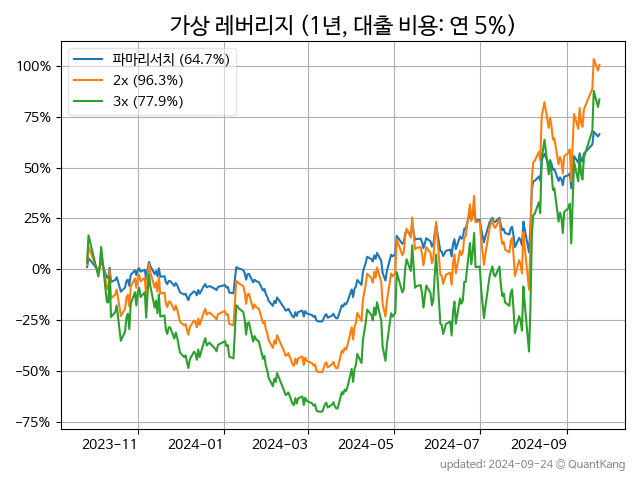 가상 레버리지 (1년, 대출 비용: 연 5%)
파마리서치 (64.7%)
2x (96.3%)
3x (77.9%)
100%
75%
50%
25%
0%
−25%
−50%
−75%
2023-11
2024-01
2024-03
2024-05
2024-07
2024-09
updated: 2024-09-24 © QuantKang